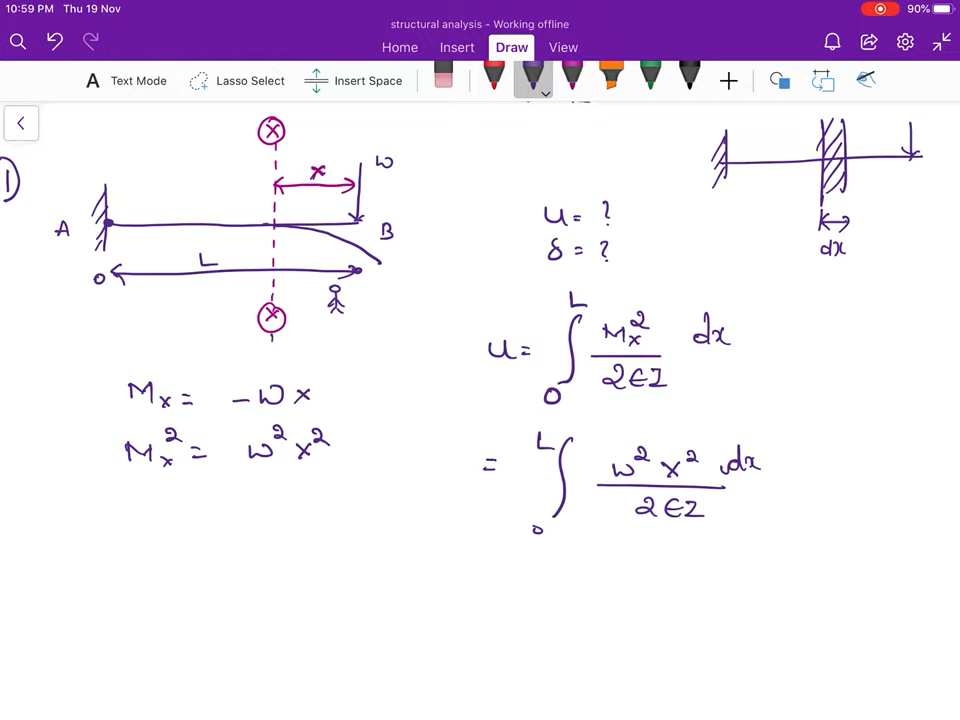 10:59 PM Thu 19 Nov 90%
structural analysis - Working offline
Home Insert Draw View
Text Mode Lasso Select Insert Space
1
X
x
W
A
B
L
0
X
U = ?
δ = ?
dx
Mx = -Wx
Mx² = W²x²
U = ∫₀ᴸ Mx²/2EI dx
= ∫₀ᴸ W²x²/2EI dx